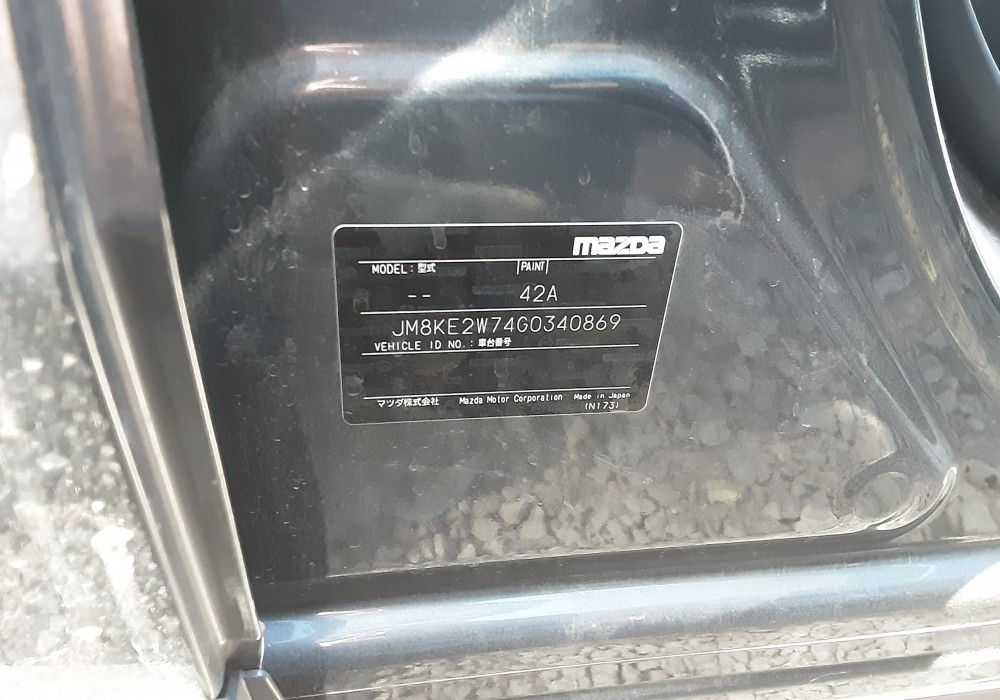 mazda
MODEL：型式 PAINT
-- 42A
JM8KE2W74G0340869
VEHICLE ID NO.：車台番号
マツダ株式会社 Mazda Motor Corporation Made in Japan
(N173)